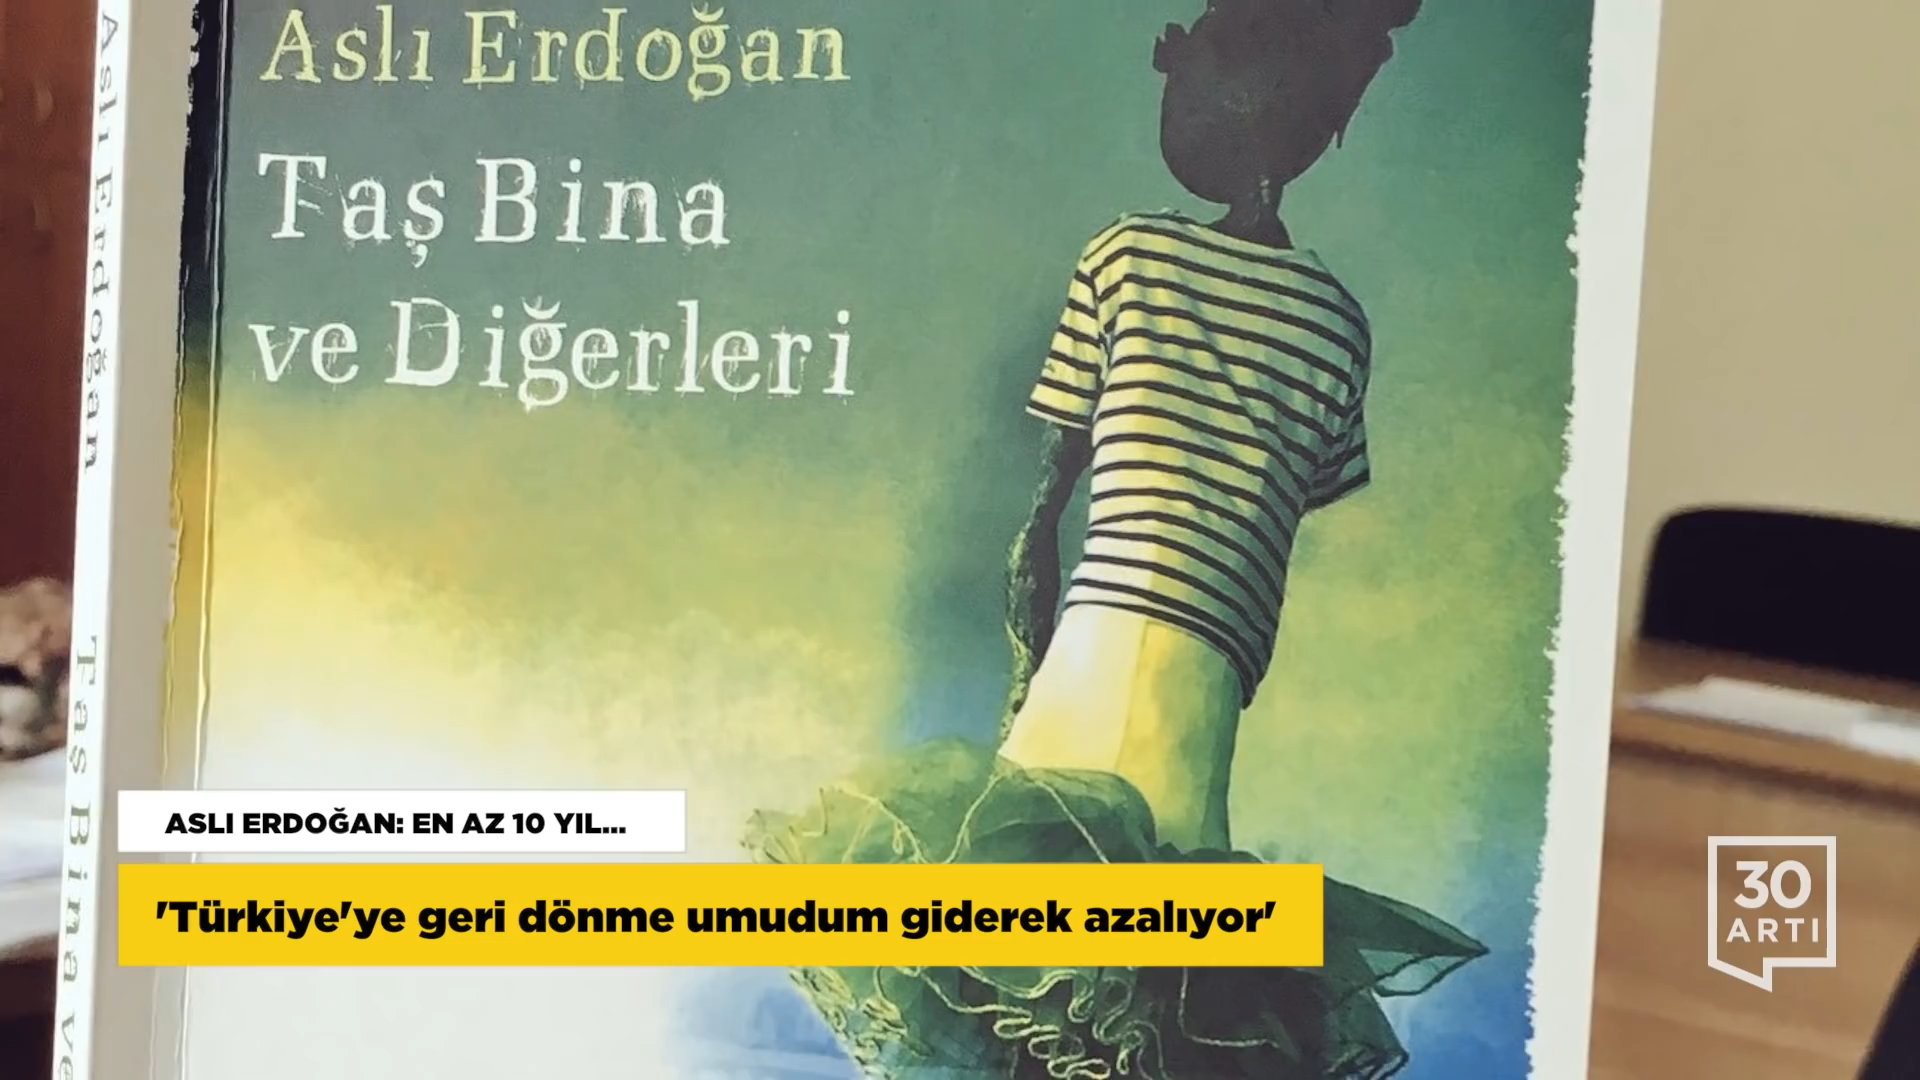 Aslı Erdoğan
Taş Bina
ve Diğerleri
Aslı Erdoğan Taş Bina ve
ASLI ERDOĞAN: EN AZ 10 YIL...
'Türkiye'ye geri dönme umudum giderek azalıyor'
30
ARTI